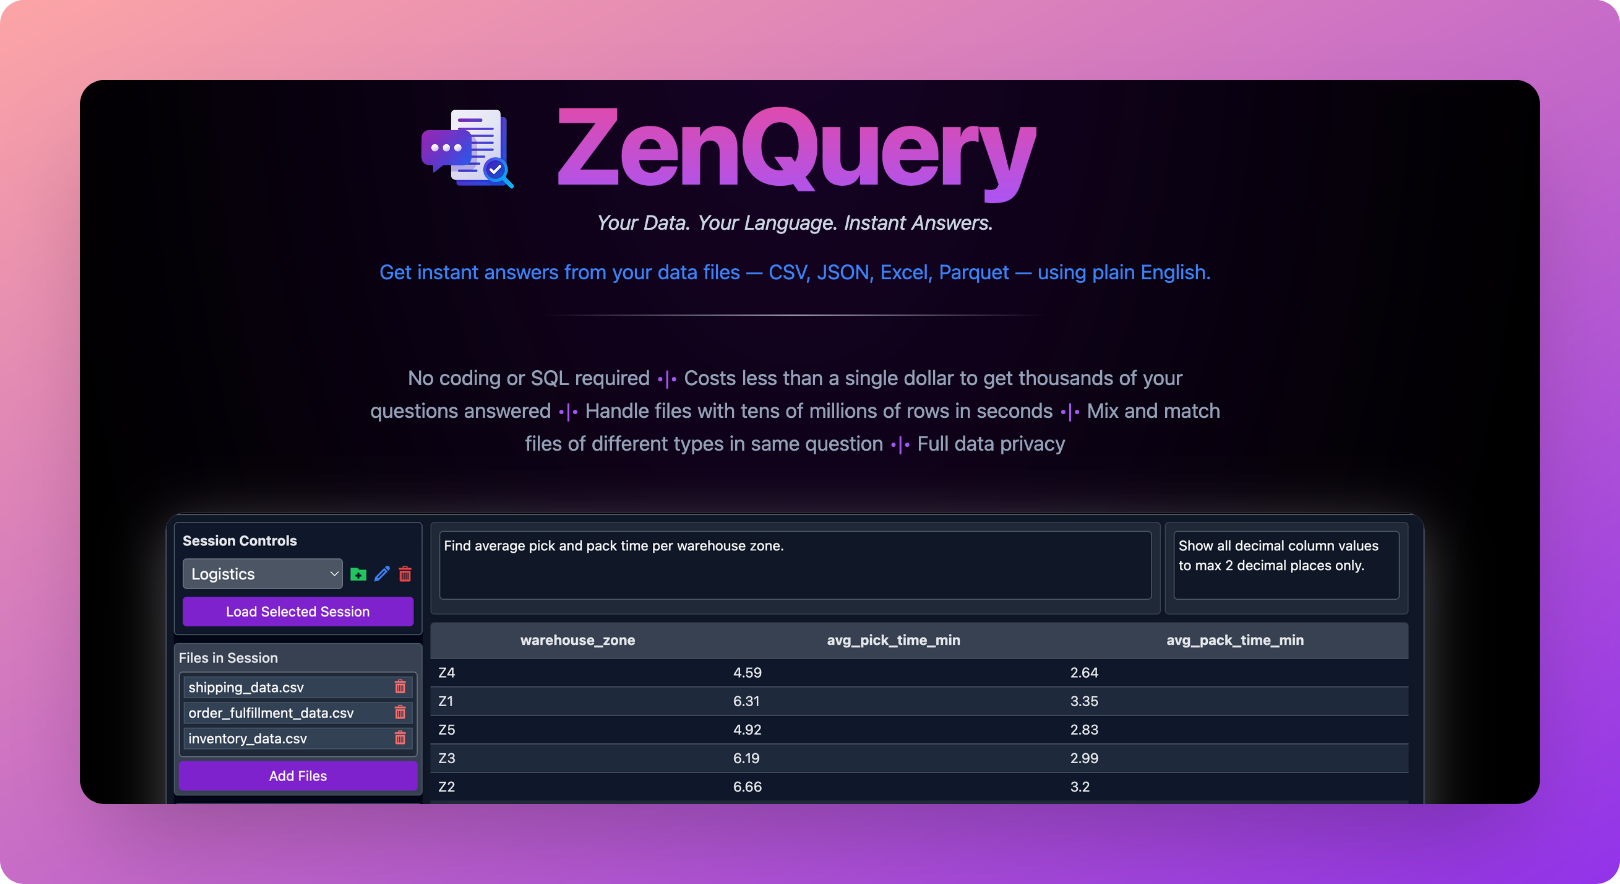 ZenQuery
Your Data. Your Language. Instant Answers.
Get instant answers from your data files — CSV, JSON, Excel, Parquet — using plain English.
No coding or SQL required •|• Costs less than a single dollar to get thousands of your
questions answered •|• Handle files with tens of millions of rows in seconds •|• Mix and match
files of different types in same question •|• Full data privacy
Session Controls
Logistics
Load Selected Session
Files in Session
shipping_data.csv
order_fulfillment_data.csv
inventory_data.csv
Add Files
Find average pick and pack time per warehouse zone.
Show all decimal column values
to max 2 decimal places only.
warehouse_zone avg_pick_time_min avg_pack_time_min
Z4 4.59 2.64
Z1 6.31 3.35
Z5 4.92 2.83
Z3 6.19 2.99
Z2 6.66 3.2